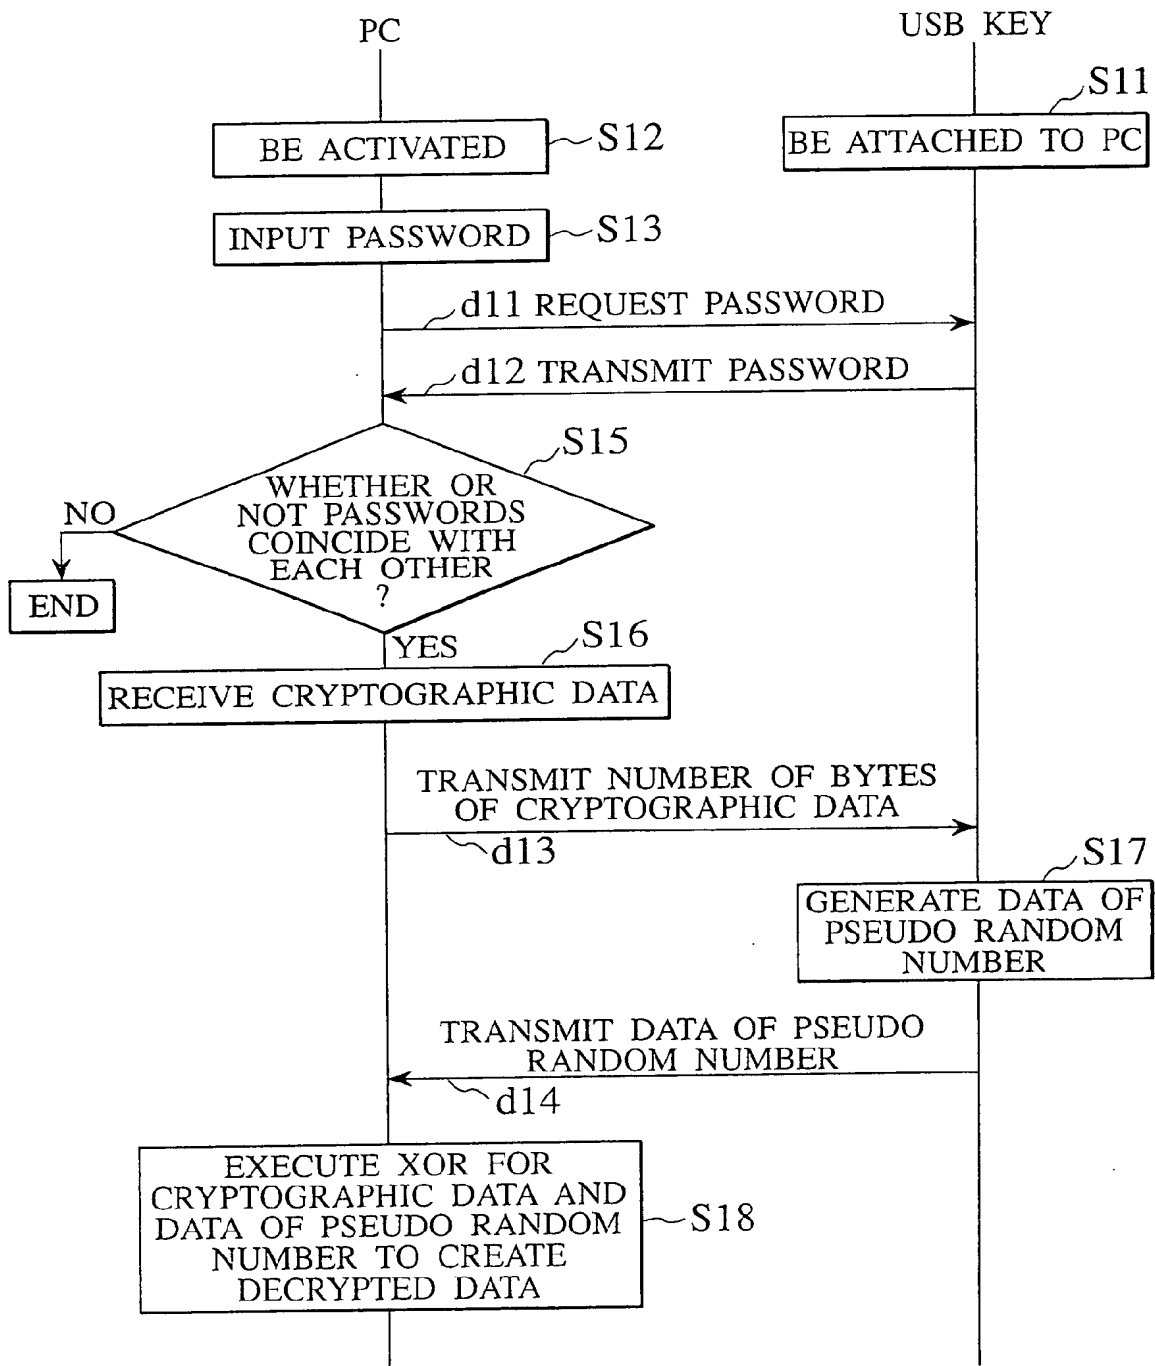 PC
USB KEY
S11
BE ATTACHED TO PC
BE ACTIVATED
S12
INPUT PASSWORD
S13
d11 REQUEST PASSWORD
d12 TRANSMIT PASSWORD
S15
WHETHER OR
NOT PASSWORDS
COINCIDE WITH
EACH OTHER
?
NO
END
YES
S16
RECEIVE CRYPTOGRAPHIC DATA
TRANSMIT NUMBER OF BYTES
OF CRYPTOGRAPHIC DATA
d13
S17
GENERATE DATA OF
PSEUDO RANDOM
NUMBER
TRANSMIT DATA OF PSEUDO
RANDOM NUMBER
d14
EXECUTE XOR FOR
CRYPTOGRAPHIC DATA AND
DATA OF PSEUDO RANDOM
NUMBER TO CREATE
DECRYPTED DATA
S18